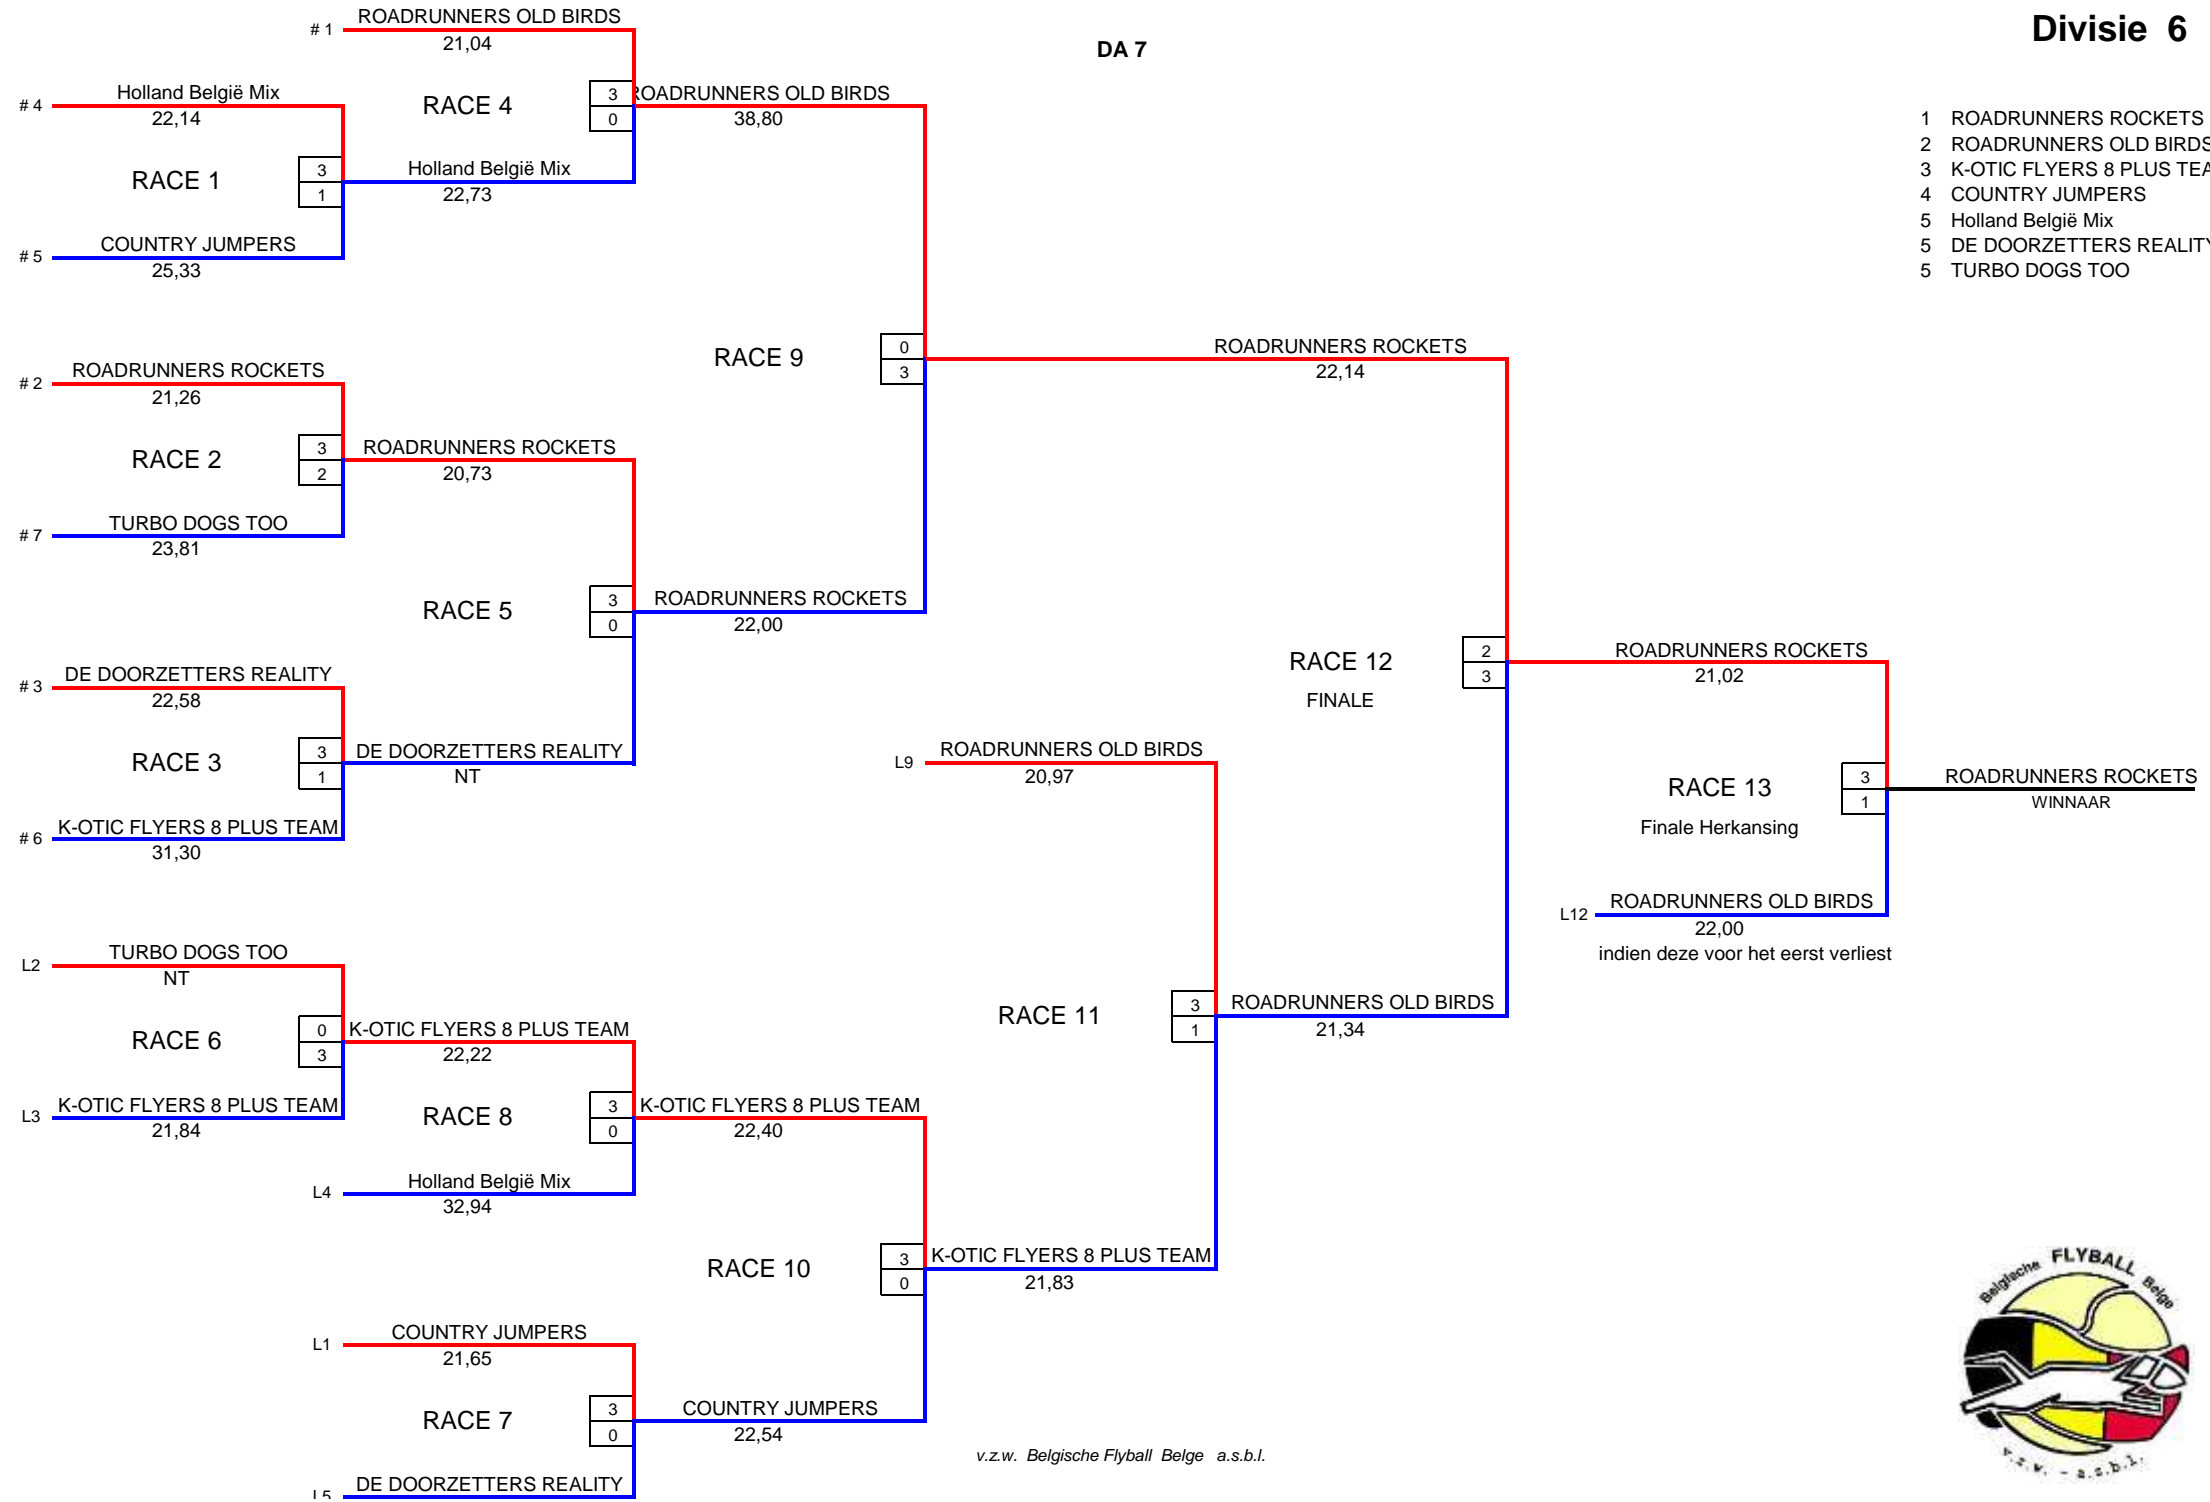 Divisie 6
DA 7
1 ROADRUNNERS ROCKETS
2 ROADRUNNERS OLD BIRDS
3 K-OTIC FLYERS 8 PLUS TEA
4 COUNTRY JUMPERS
5 Holland België Mix
5 DE DOORZETTERS REALITY
5 TURBO DOGS TOO
# 1 ROADRUNNERS OLD BIRDS
21,04
# 4 Holland België Mix
22,14
RACE 4
3
0
ROADRUNNERS OLD BIRDS
38,80
RACE 1
3
1
Holland België Mix
22,73
# 5 COUNTRY JUMPERS
25,33
RACE 9
0
3
ROADRUNNERS ROCKETS
22,14
# 2 ROADRUNNERS ROCKETS
21,26
RACE 2
3
2
ROADRUNNERS ROCKETS
20,73
# 7 TURBO DOGS TOO
23,81
RACE 5
3
0
ROADRUNNERS ROCKETS
22,00
# 3 DE DOORZETTERS REALITY
22,58
RACE 3
3
1
DE DOORZETTERS REALITY
NT
# 6 K-OTIC FLYERS 8 PLUS TEAM
31,30
RACE 12
FINALE
2
3
ROADRUNNERS ROCKETS
21,02
L9 ROADRUNNERS OLD BIRDS
20,97
RACE 13
Finale Herkansing
3
1
ROADRUNNERS ROCKETS
WINNAAR
L12 ROADRUNNERS OLD BIRDS
22,00
indien deze voor het eerst verliest
L2 TURBO DOGS TOO
NT
RACE 6
0
3
K-OTIC FLYERS 8 PLUS TEAM
22,22
L3 K-OTIC FLYERS 8 PLUS TEAM
21,84
RACE 11
3
1
ROADRUNNERS OLD BIRDS
21,34
RACE 8
3
0
K-OTIC FLYERS 8 PLUS TEAM
22,40
L4 Holland België Mix
32,94
RACE 10
3
0
K-OTIC FLYERS 8 PLUS TEAM
21,83
L1 COUNTRY JUMPERS
21,65
RACE 7
3
0
COUNTRY JUMPERS
22,54
L5 DE DOORZETTERS REALITY
v.z.w. Belgische Flyball Belge a.s.b.l.
Belgische FLYBALL Belge
v.z.w. - a.s.b.l.